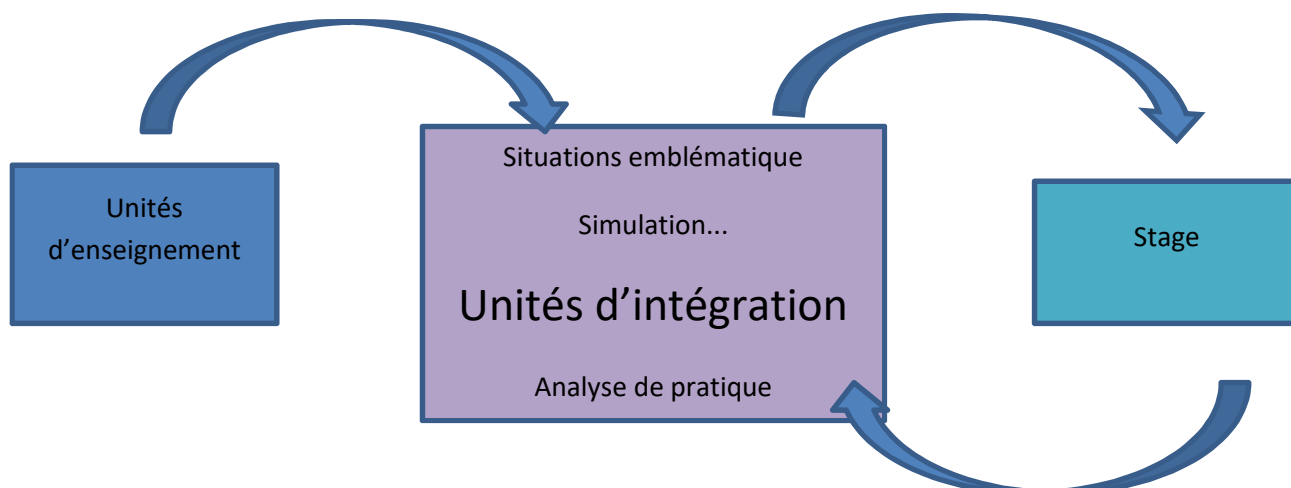 Unités
d’enseignement
Situations emblématique
Simulation...
Unités d’intégration
Analyse de pratique
Stage